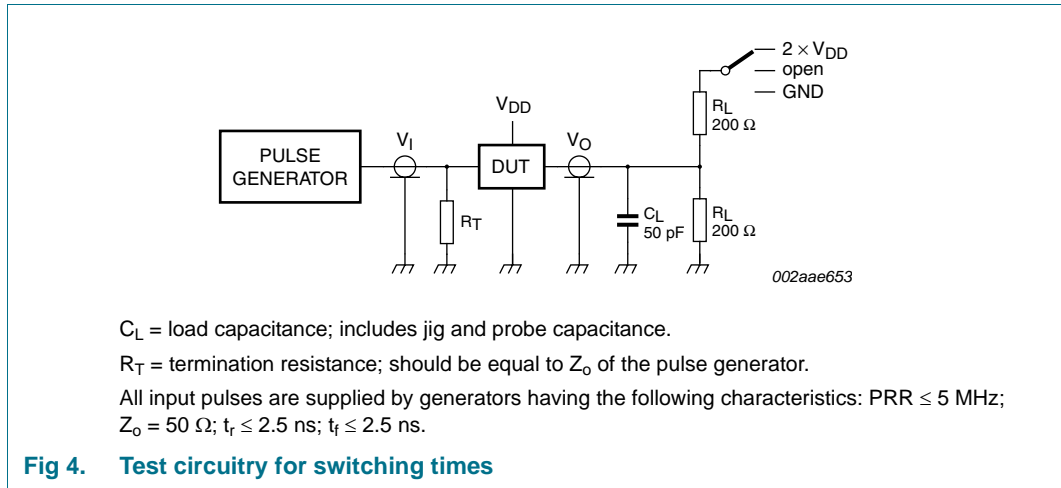 2 × VDD
open
GND
RL
200 Ω
VDD
VI
VO
PULSE
GENERATOR
DUT
RT
CL
50 pF
RL
200 Ω
002aae653
CL = load capacitance; includes jig and probe capacitance.
RT = termination resistance; should be equal to Zo of the pulse generator.
All input pulses are supplied by generators having the following characteristics: PRR ≤ 5 MHz;
Zo = 50 Ω; tr ≤ 2.5 ns; tf ≤ 2.5 ns.
Fig 4. Test circuitry for switching times